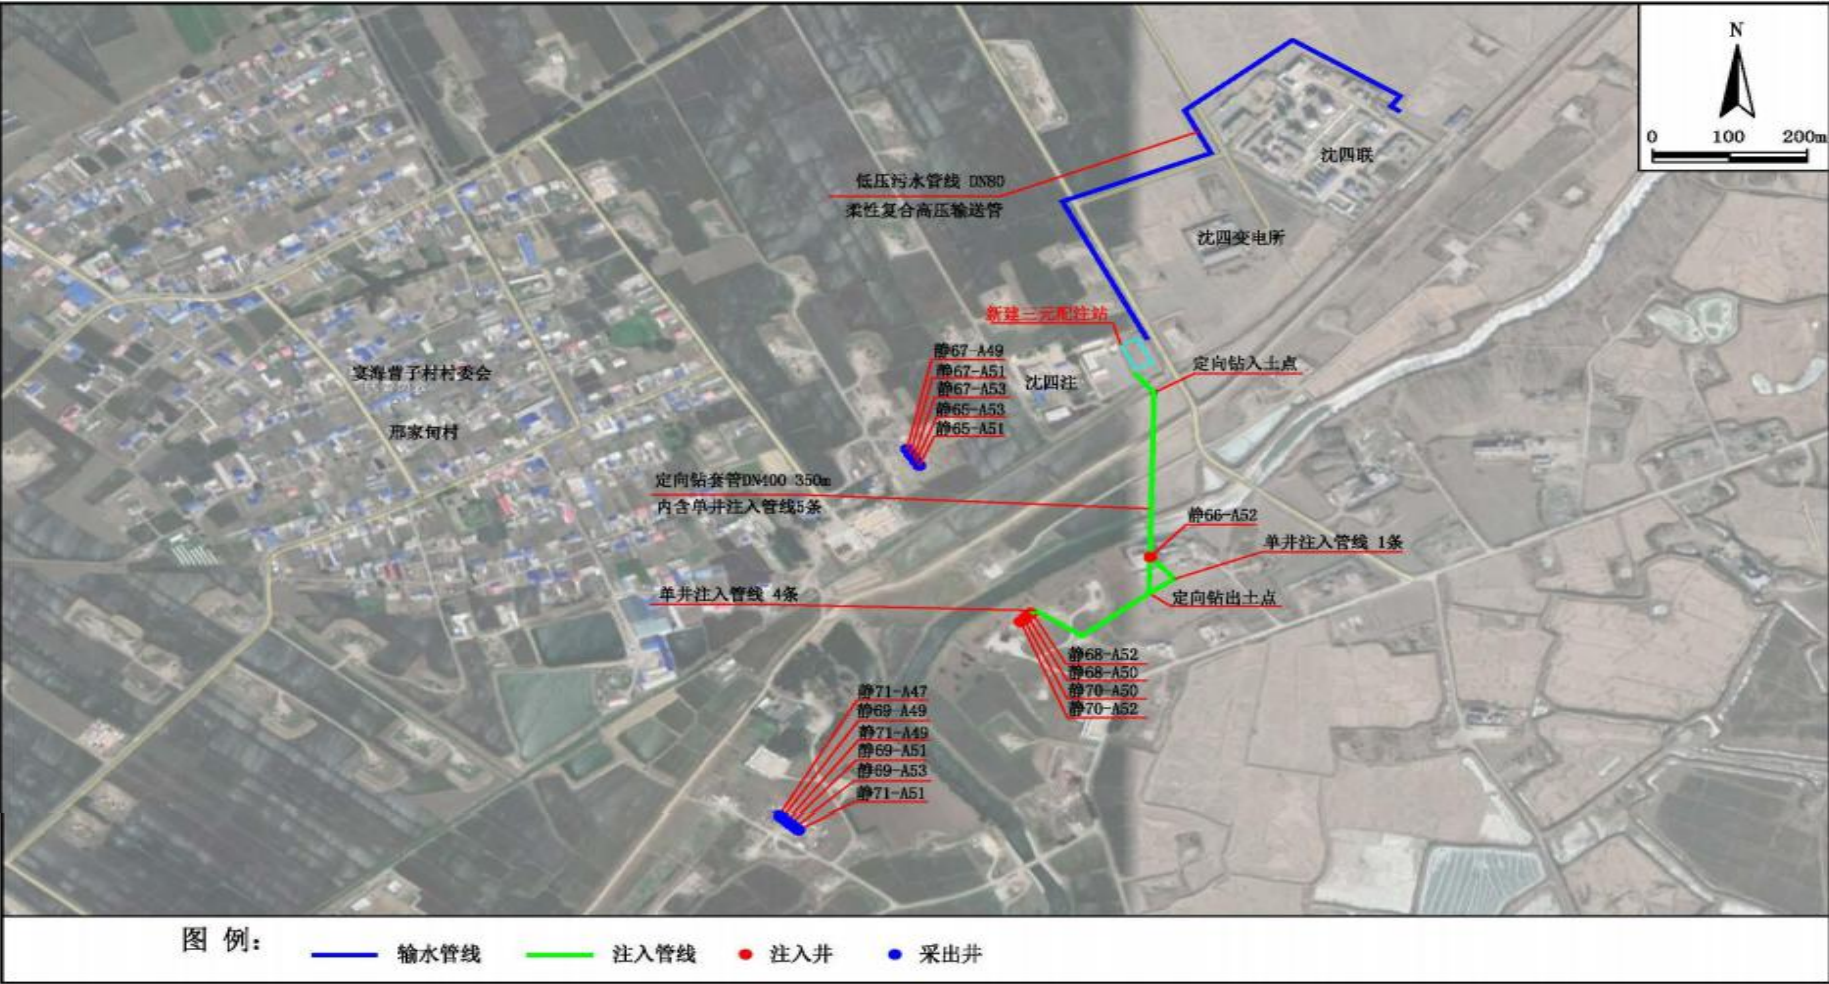 N
0 100 200m
沈四联
低压污水管线 DN80
柔性复合高压输送管
沈四变电所
新建三元配注站
静67-A49
静67-A51
静67-A53
静65-A53
静65-A51
沈四注
定向钻入土点
宴海曹子村村委会
邢家甸村
定向钻套管DN400 350m
内含单井注入管线5条
静66-A52
单井注入管线 1条
单井注入管线 4条
定向钻出土点
静68-A52
静68-A50
静70-A50
静70-A52
静71-A47
静69-A49
静71-A49
静69-A51
静69-A53
静71-A51
图 例：
输水管线
注入管线
注入井
采出井